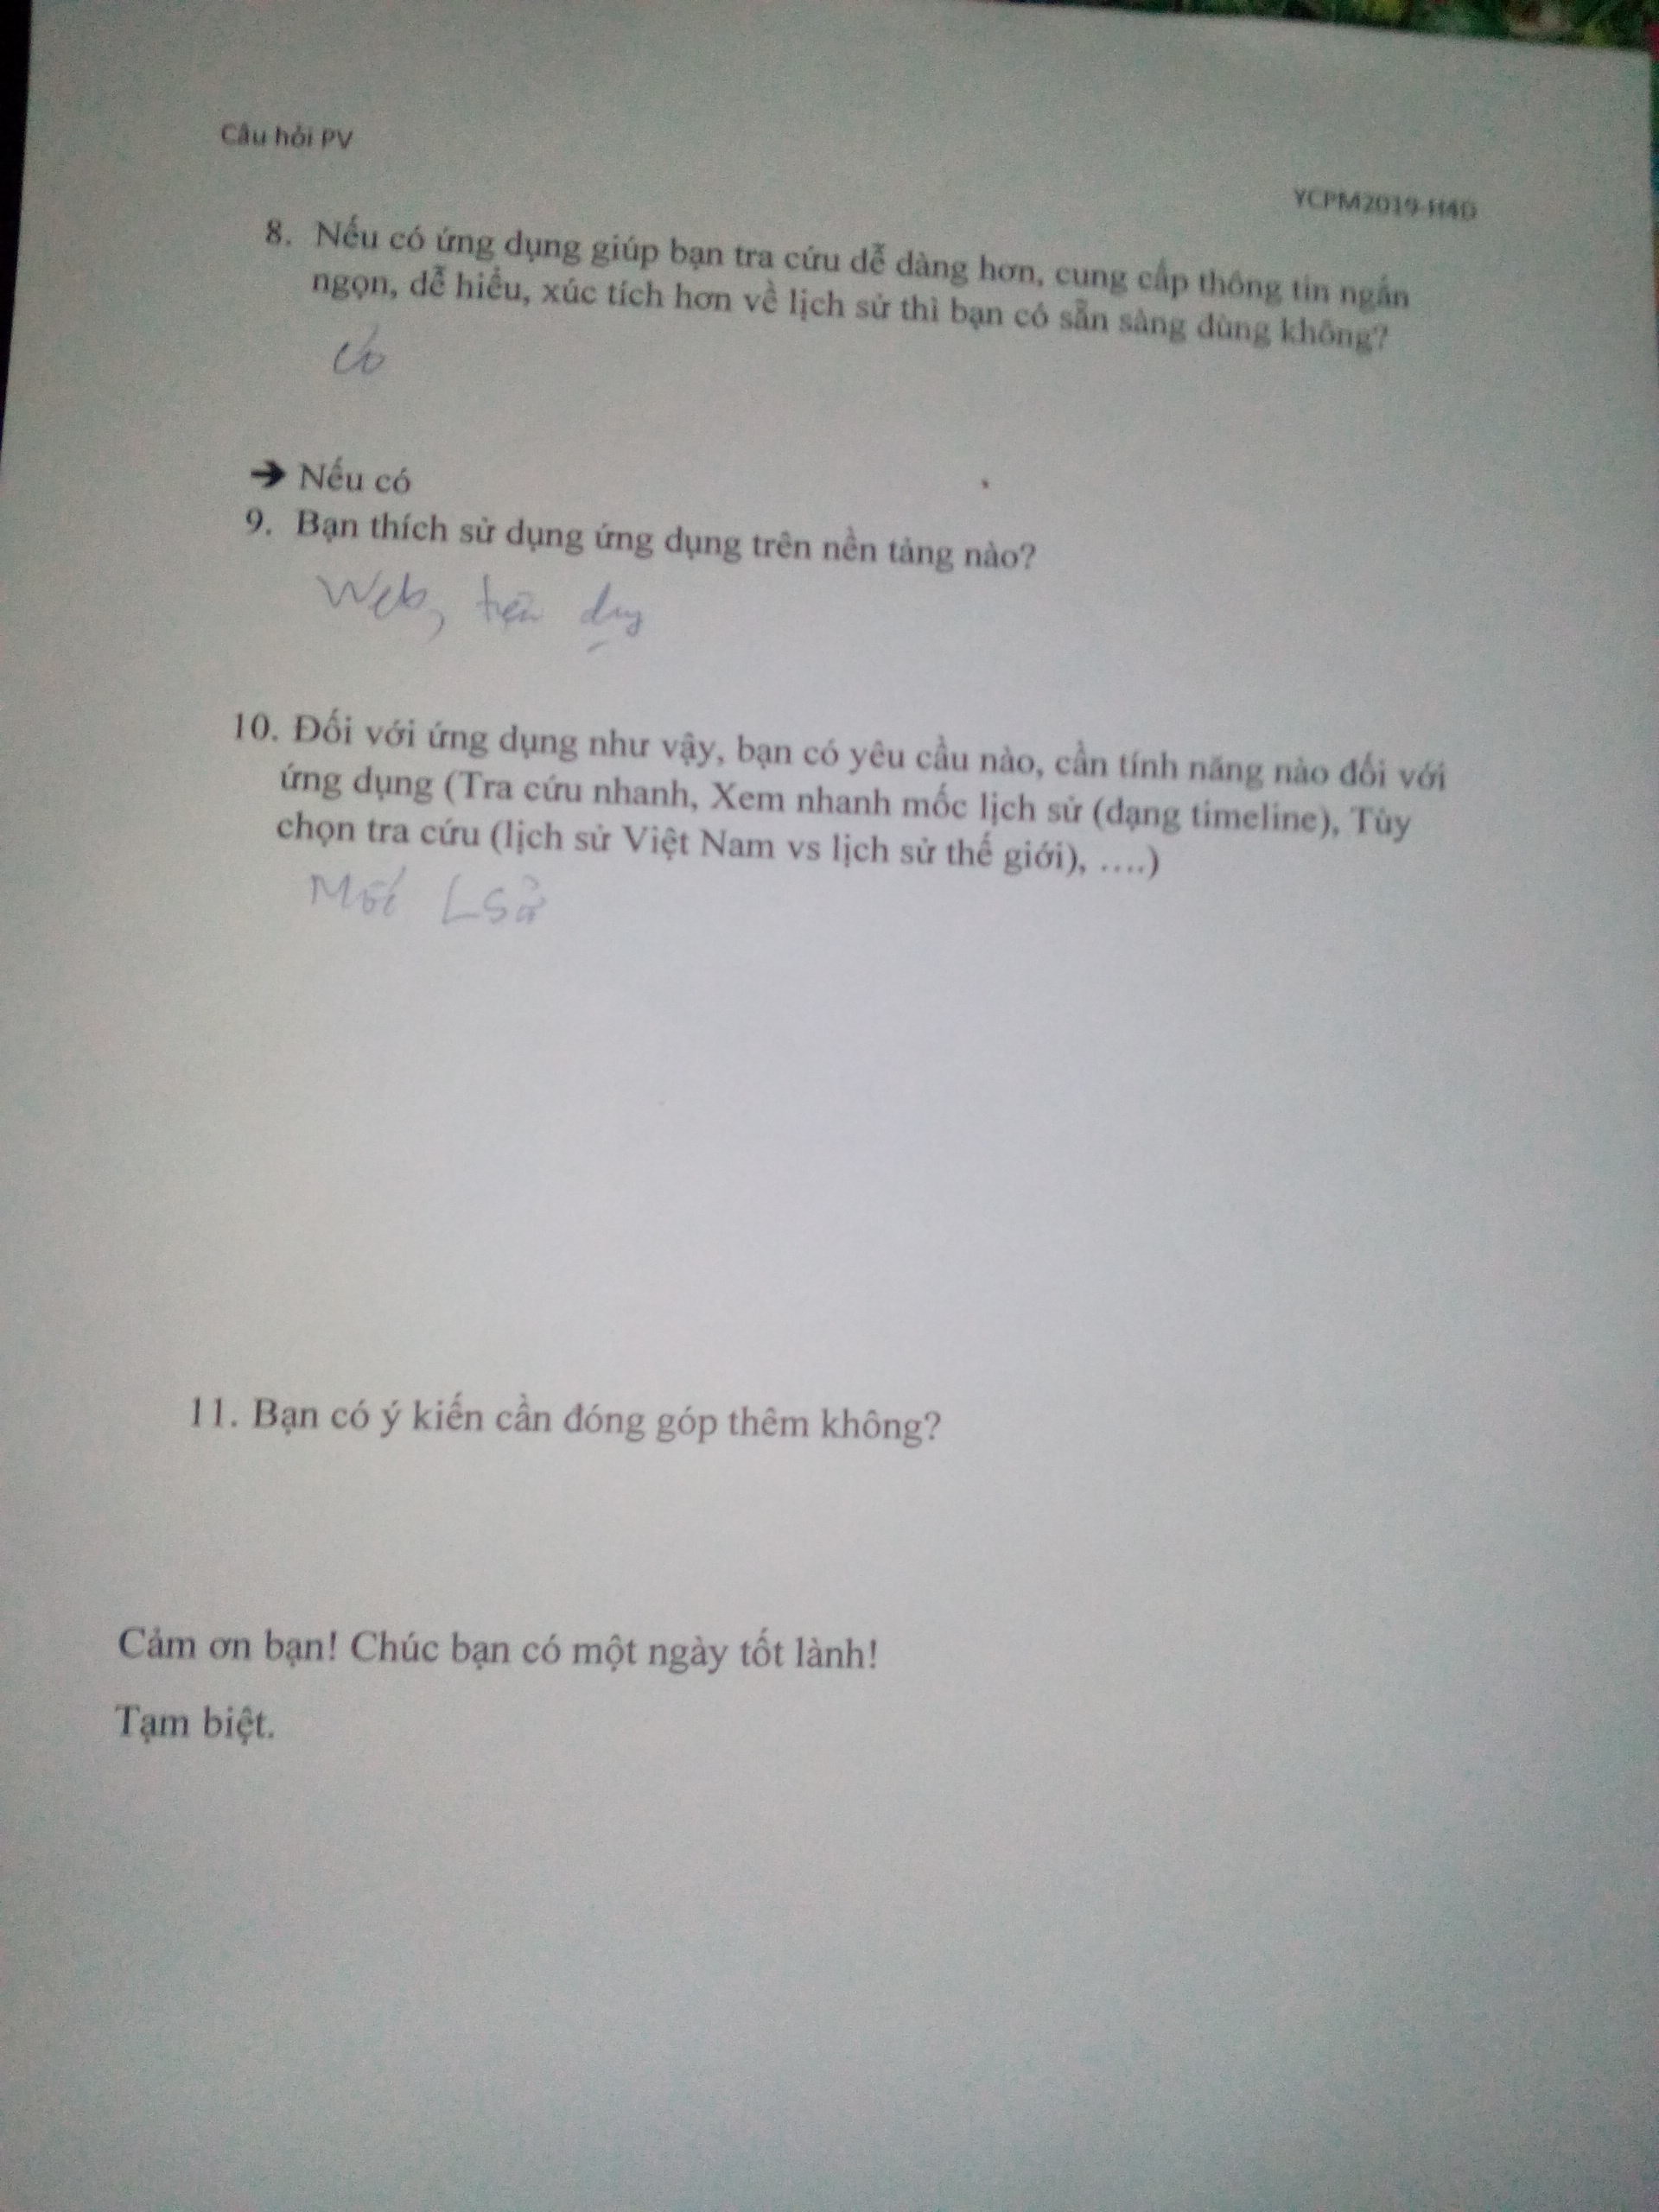 Câu hỏi PV
YCPM2019-H4D
8. Nếu có ứng dụng giúp bạn tra cứu dễ dàng hơn, cung cấp thông tin ngắn
ngọn, dễ hiểu, xúc tích hơn về lịch sử thì bạn có sẵn sàng dùng không?
Có
➔ Nếu có
9. Bạn thích sử dụng ứng dụng trên nền tảng nào?
Web, tiện dụng
10. Đối với ứng dụng như vậy, bạn có yêu cầu nào, cần tính năng nào đối với
ứng dụng (Tra cứu nhanh, Xem nhanh mốc lịch sử (dạng timeline), Tùy
chọn tra cứu (lịch sử Việt Nam vs lịch sử thế giới), ....)
Mốc LSử
11. Bạn có ý kiến cần đóng góp thêm không?
Cảm ơn bạn! Chúc bạn có một ngày tốt lành!
Tạm biệt.